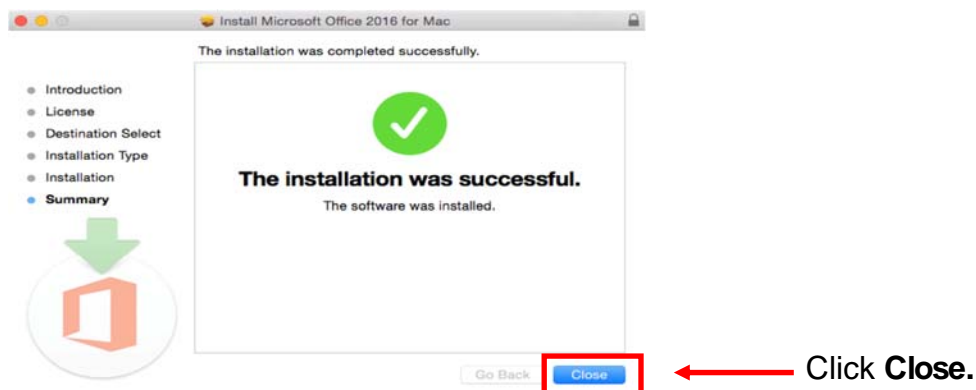 Install Microsoft Office 2016 for Mac
The installation was completed successfully.
Introduction
License
Destination Select
Installation Type
Installation
Summary
The installation was successful.
The software was installed.
Go Back
Close
Click Close.